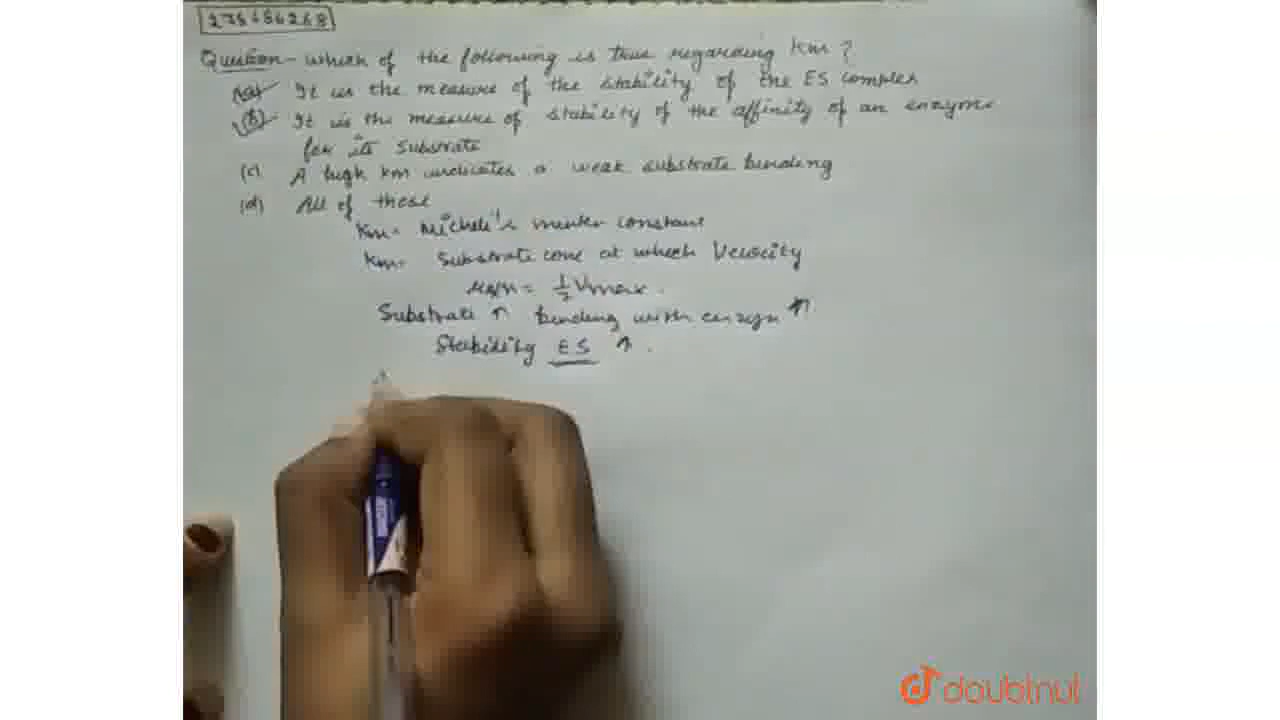 275686268
Question - which of the following is true regarding Km?
(a) It is the measure of the stability of the ES complex
(b) It is the measure of stability of the affinity of an enzyme
for its substrate
(c) A high km indicates a weak substrate binding
(d) All of these
Km = menten constant
Km = Substrate conc at which Velocity
= 1/2 Vmax.
Substrate ↑ binding with enzyn ↑
Stability ES ↑.
doubtnut